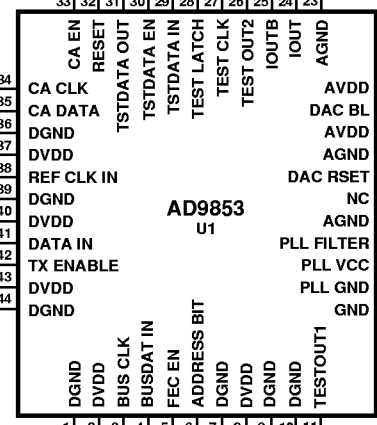 33 32 31 30 29 28 27 26 25 24 23
CA EN
RESET
TSTDATA OUT
TSTDATA EN
TSTDATA IN
TEST LATCH
TEST CLK
TEST OUT2
IOUTB
IOUT
AGND
34 CA CLK
35 CA DATA
36 DGND
37 DVDD
38 REF CLK IN
39 DGND
40 DVDD
41 DATA IN
42 TX ENABLE
43 DVDD
44 DGND
AVDD
DAC BL
AVDD
AGND
DAC RSET
NC
AGND
PLL FILTER
PLL VCC
PLL GND
GND
AD9853
U1
DGND
DVDD
BUS CLK
BUSDAT IN
FEC EN
ADDRESS BIT
DGND
DVDD
DGND
DGND
TESTOUT1
1 2 3 4 5 6 7 8 9 10 11